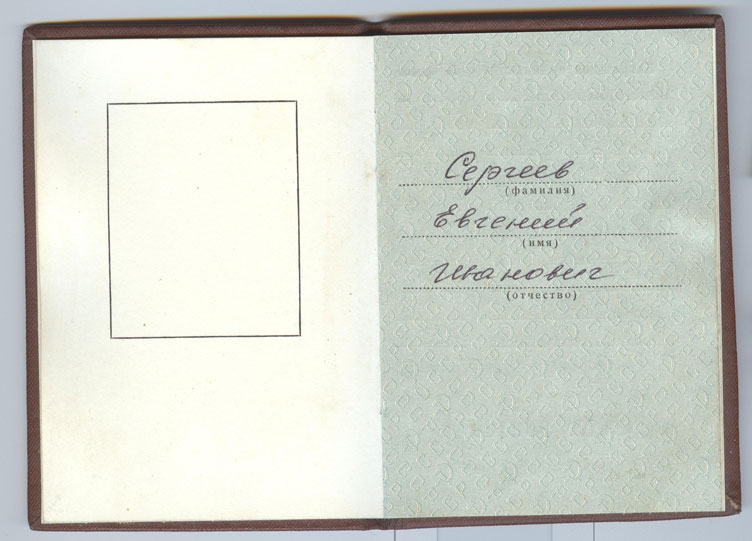 Сергеев
(фамилия)
Евгений
(имя)
Иванович
(отчество)